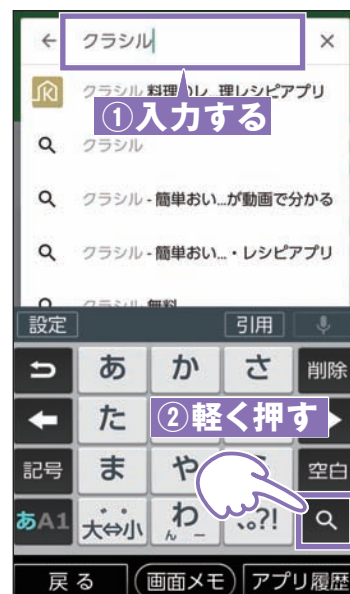 クラシル
クラシル 料理のレ...理レシピアプリ
①入力する
クラシル
クラシル - 簡単おい...が動画で分かる
クラシル - 簡単おい... ・レシピアプリ
クラシル 無料
設定 引用
あ か さ 削除
た
②軽く押す
記号 ま や 空白
あA1 大⇔小 わ ん ー 、。?!
戻る 画面メモ アプリ履歴